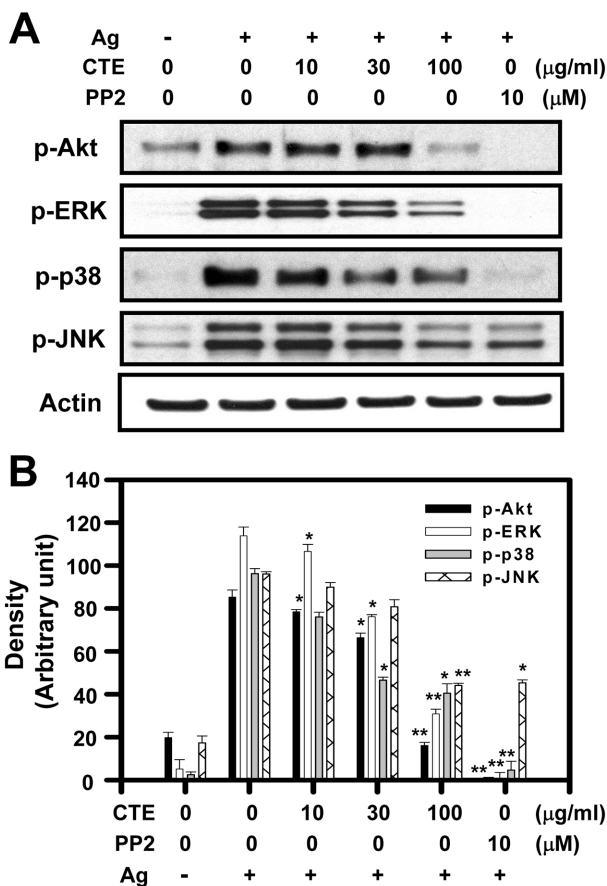 A
Ag - + + + + +
CTE 0 0 10 30 100 0 (μg/ml)
PP2 0 0 0 0 0 10 (μM)
p-Akt
p-ERK
p-p38
p-JNK
Actin
B
Density
(Arbitrary unit)
140
120
100
80
60
40
20
0
p-Akt
p-ERK
p-p38
p-JNK
* *
* * *
** ** * **
** ** ** *
CTE 0 0 10 30 100 0 (μg/ml)
PP2 0 0 0 0 0 10 (μM)
Ag - + + + + +